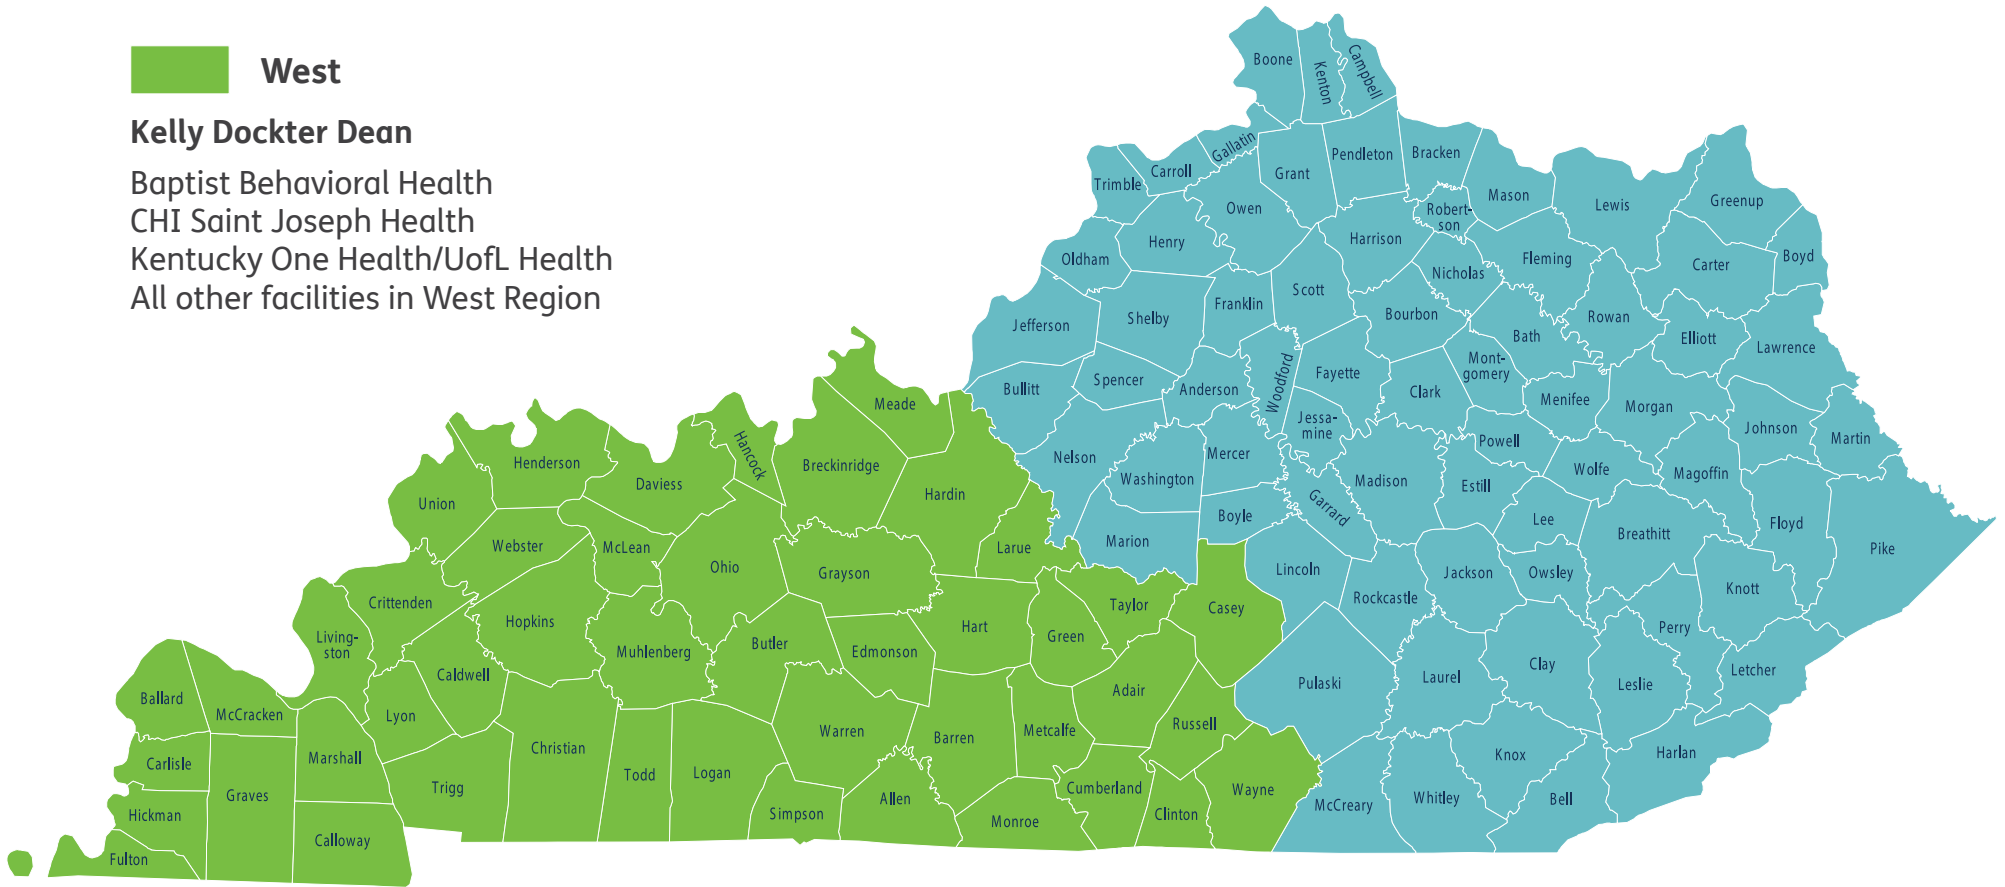 West
Kelly Dockter Dean
Baptist Behavioral Health
CHI Saint Joseph Health
Kentucky One Health/UofL Health
All other facilities in West Region
Boone
Kenton
Campbell
Gallatin
Carroll
Trimble
Grant
Pendleton
Bracken
Mason
Robert-
son
Lewis
Greenup
Owen
Henry
Oldham
Harrison
Nicholas
Fleming
Carter
Boyd
Jefferson
Shelby
Franklin
Scott
Bourbon
Bath
Rowan
Elliott
Lawrence
Bullitt
Spencer
Anderson
Woodford
Fayette
Clark
Mont-
gomery
Menifee
Morgan
Johnson
Martin
Jessa-
mine
Nelson
Washington
Mercer
Madison
Powell
Estill
Wolfe
Magoffin
Garrard
Boyle
Marion
Lee
Breathitt
Floyd
Pike
Lincoln
Rockcastle
Jackson
Owsley
Knott
Perry
Pulaski
Laurel
Clay
Leslie
Letcher
Knox
Harlan
McCreary
Whitley
Bell
Meade
Hancock
Breckinridge
Henderson
Daviess
Union
Hardin
Webster
McLean
Ohio
Grayson
Larue
Crittenden
Hopkins
Living-
ston
Muhlenberg
Butler
Edmonson
Hart
Green
Taylor
Casey
Caldwell
Lyon
Ballard
McCracken
Marshall
Carlisle
Graves
Hickman
Fulton
Calloway
Trigg
Christian
Todd
Logan
Warren
Simpson
Allen
Barren
Metcalfe
Adair
Russell
Monroe
Cumberland
Clinton
Wayne